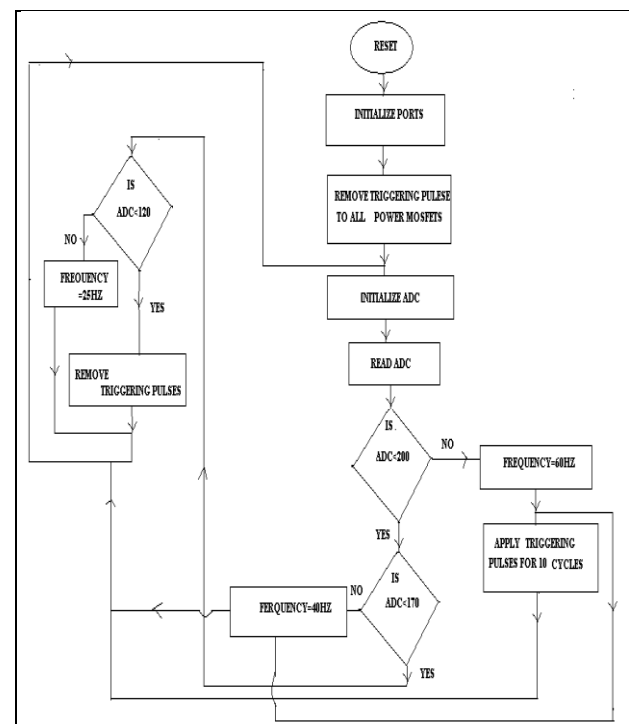 RESET
INITIALIZE PORTS
REMOVE TRIGGERING PULESE
TO ALL POWER MOSFETS
INITIALIZE ADC
READ ADC
IS
ADC<200
NO
FREQUENCY=60HZ
YES
APPLY TRIGGERING
PULSES FOR 10 CYCLES
IS
ADC<170
NO
FERQUENCY=40HZ
YES
IS
ADC<120
NO
FREQUENCY
=25HZ
YES
REMOVE
TRIGGERING PULSES